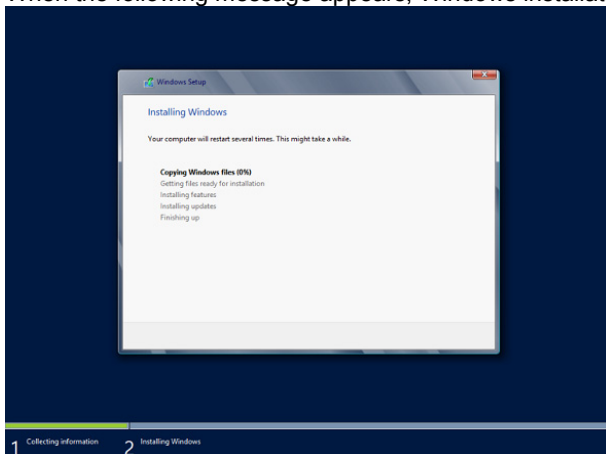 When the following message appears, Windows installat
Windows Setup
Installing Windows
Your computer will restart several times. This might take a while.
Copying Windows files (0%)
Getting files ready for installation
Installing features
Installing updates
Finishing up
1 Collecting information 2 Installing Windows